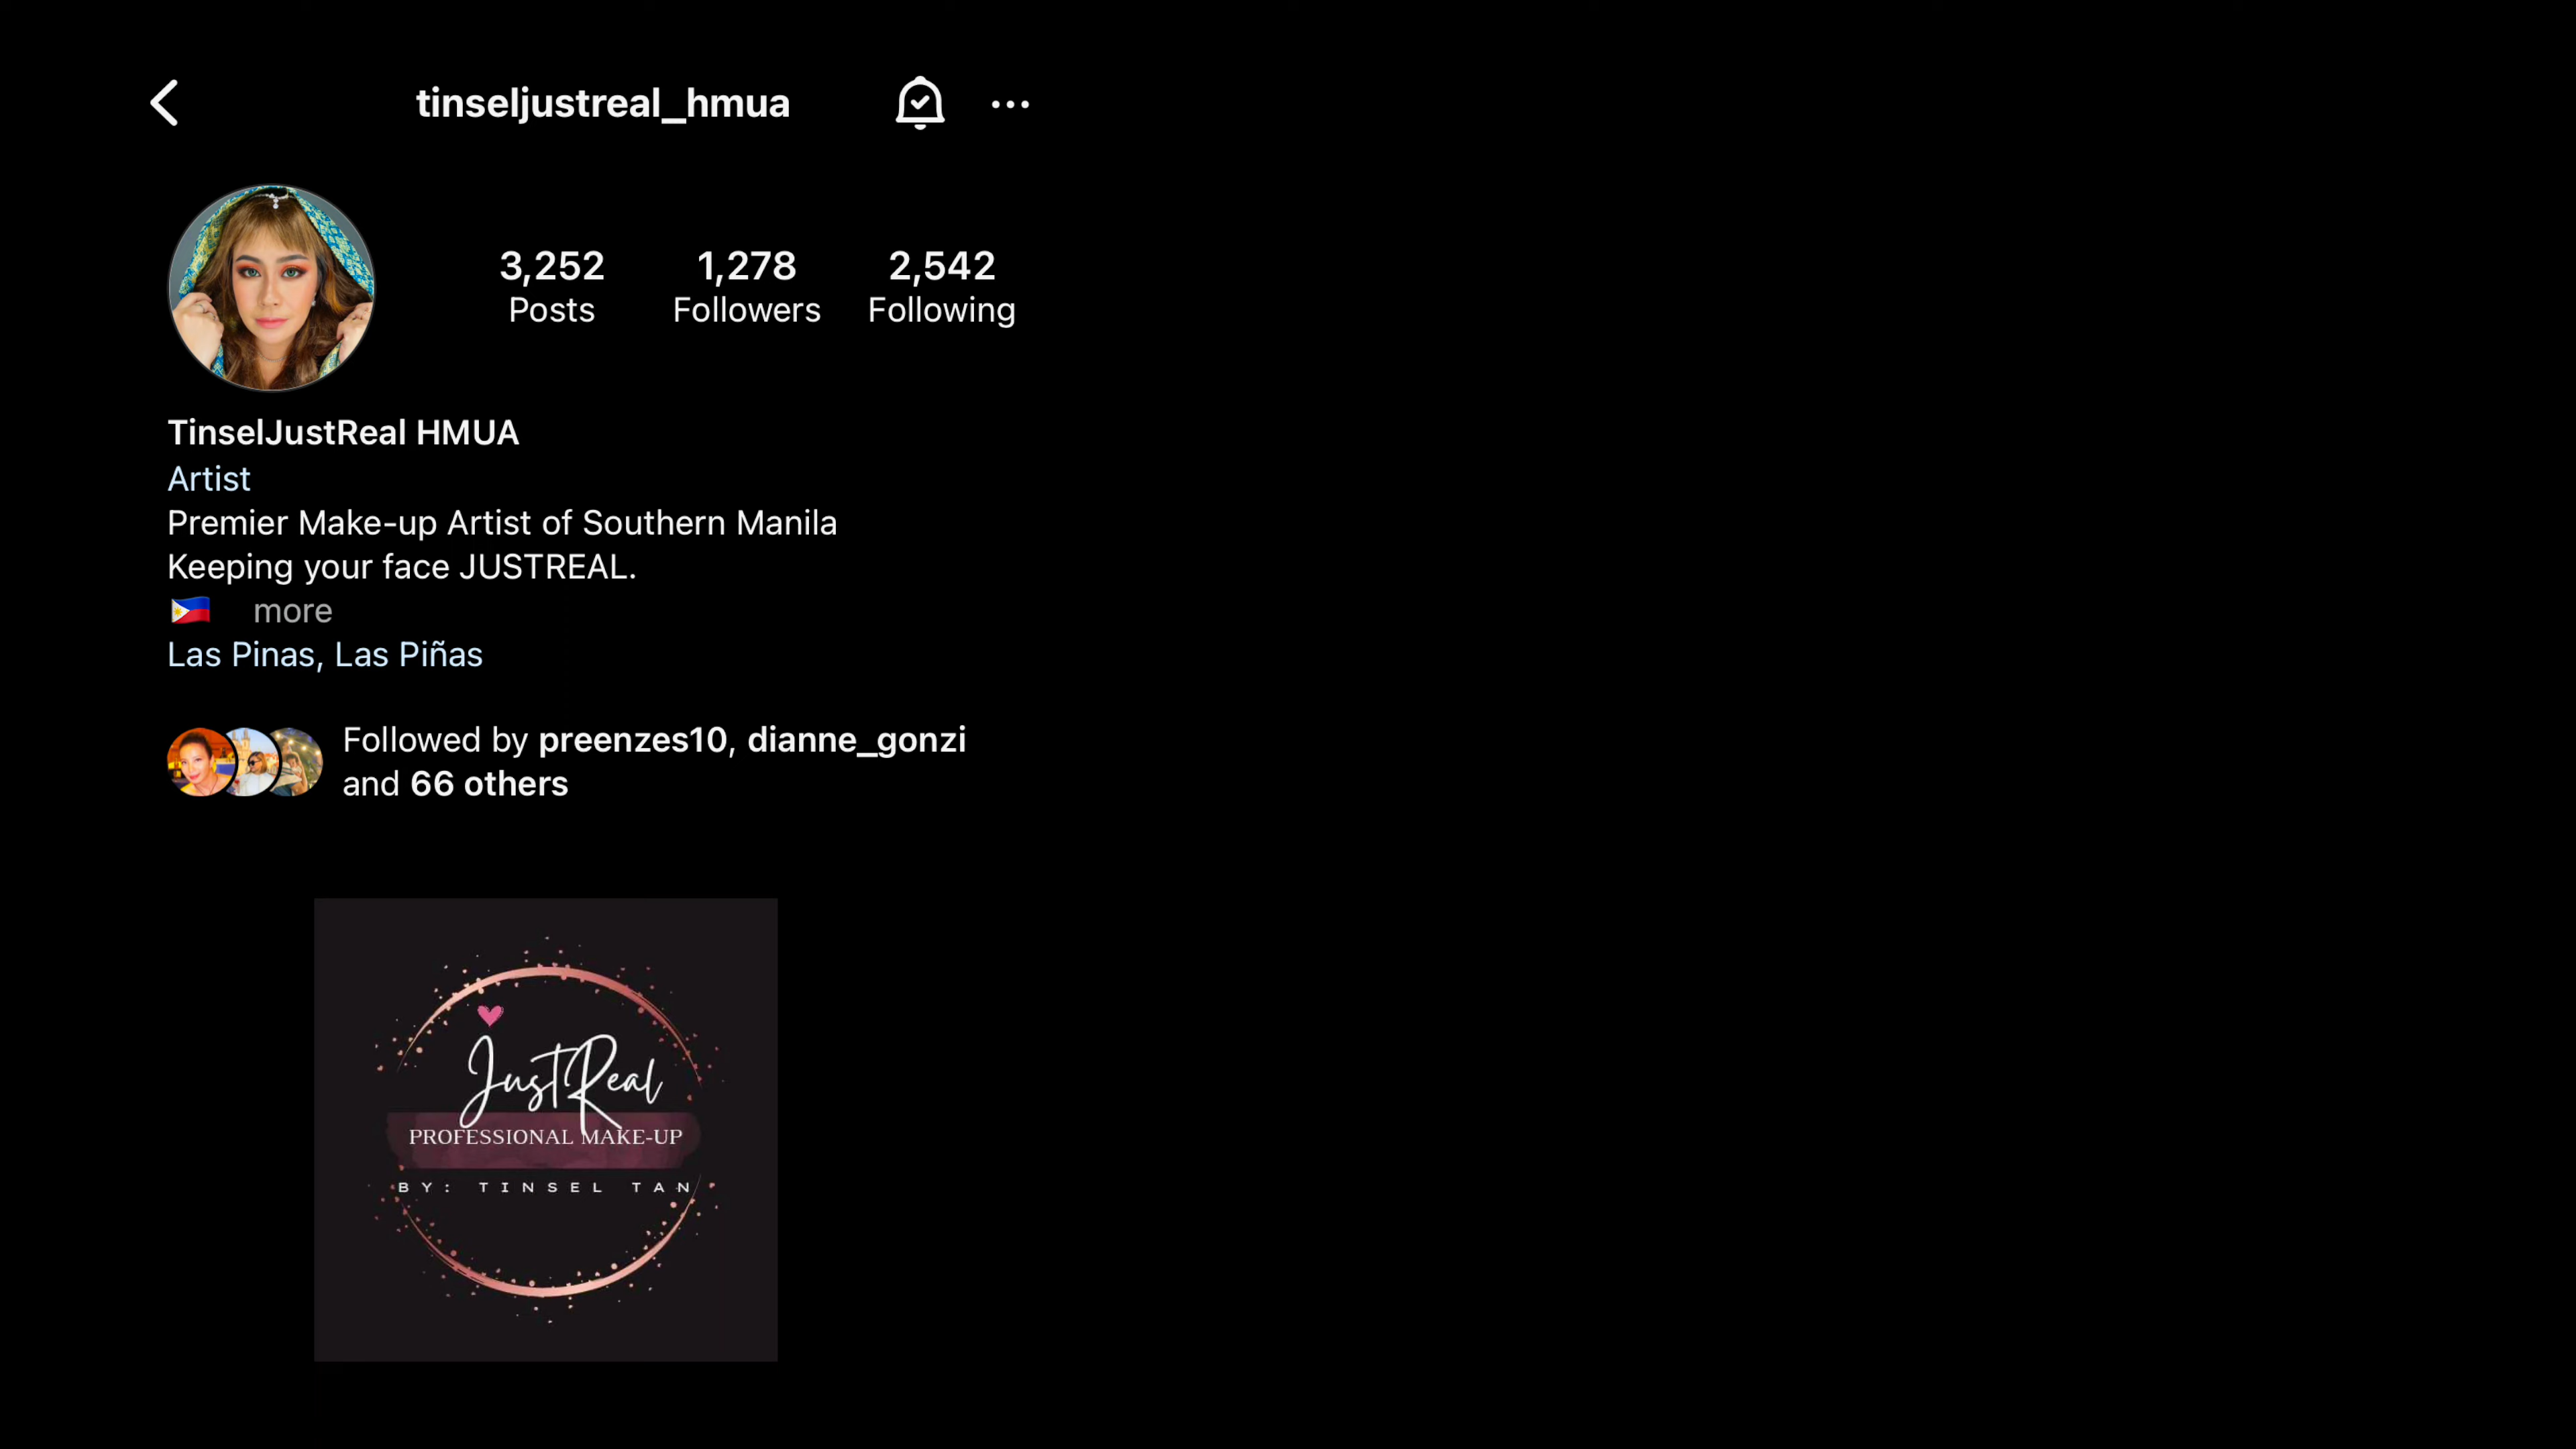 tinseljustreal_hmua
3,252 1,278 2,542
Posts Followers Following
TinselJustReal HMUA
Artist
Premier Make-up Artist of Southern Manila
Keeping your face JUSTREAL.
🇵🇭 more
Las Pinas, Las Piñas
Followed by preenzes10, dianne_gonzi
and 66 others
JustReal
PROFESSIONAL MAKE-UP
BY: TINSEL TAN